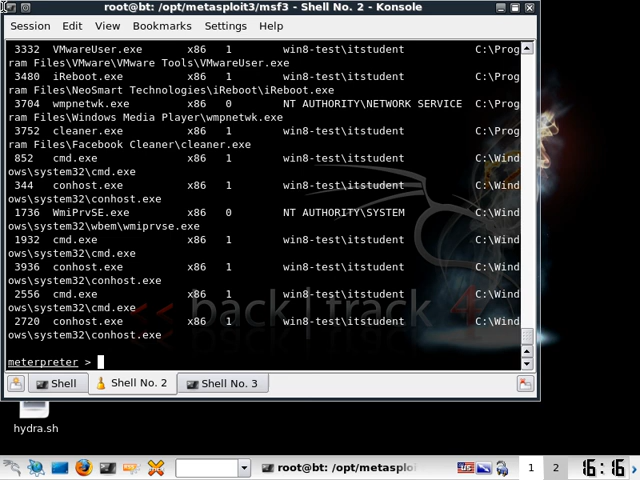 root@bt: /opt/metasploit3/msf3 - Shell No. 2 - Konsole
Session Edit View Bookmarks Settings Help
3332 VMwareUser.exe x86 1 win8-test\itstudent C:\Prog
ram Files\VMware\VMware Tools\VMwareUser.exe
3480 iReboot.exe x86 1 win8-test\itstudent C:\Prog
ram Files\NeoSmart Technologies\iReboot\iReboot.exe
3704 wmpnetwk.exe x86 0 NT AUTHORITY\NETWORK SERVICE C:\Prog
ram Files\Windows Media Player\wmpnetwk.exe
3752 cleaner.exe x86 1 win8-test\itstudent C:\Prog
ram Files\Facebook Cleaner\cleaner.exe
852 cmd.exe x86 1 win8-test\itstudent C:\Wind
ows\system32\cmd.exe
344 conhost.exe x86 1 win8-test\itstudent C:\Wind
ows\system32\conhost.exe
1736 WmiPrvSE.exe x86 0 NT AUTHORITY\SYSTEM C:\Wind
ows\system32\wbem\wmiprvse.exe
1932 cmd.exe x86 1 win8-test\itstudent C:\Wind
ows\system32\cmd.exe
3936 conhost.exe x86 1 win8-test\itstudent C:\Wind
ows\system32\conhost.exe
2556 cmd.exe x86 1 win8-test\itstudent C:\Wind
ows\system32\cmd.exe
2720 conhost.exe x86 1 win8-test\itstudent C:\Wind
ows\system32\conhost.exe
<< back | track 4
meterpreter >
Shell Shell No. 2 Shell No. 3
hydra.sh
root@bt: /opt/metasploi 1 2 16:16